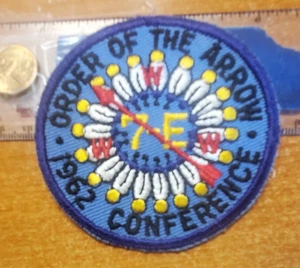 ORDER OF THE ARROW
W
7-E
W W
1962 CONFERENCE